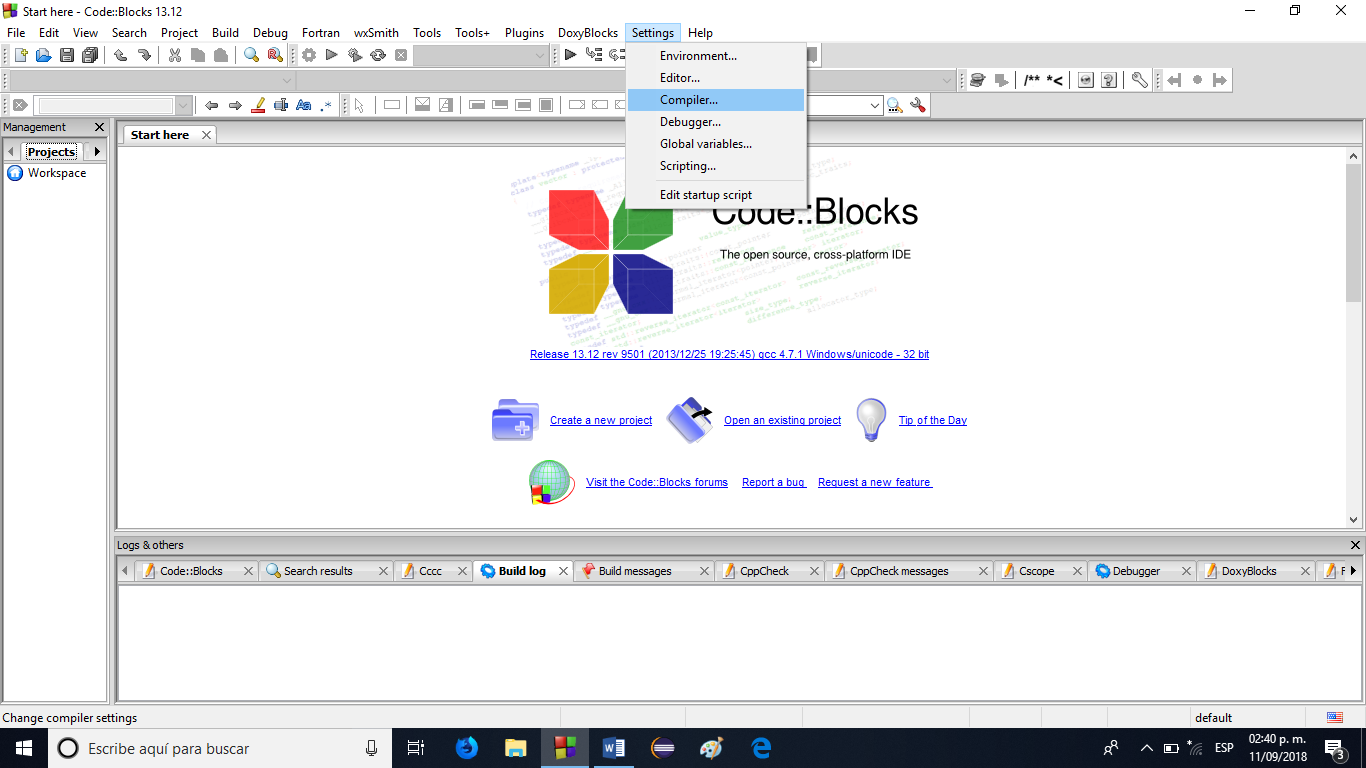 Start here - Code::Blocks 13.12
File Edit View Search Project Build Debug Fortran wxSmith Tools Tools+ Plugins DoxyBlocks Settings Help
Environment...
Editor...
Compiler...
Debugger...
Global variables...
Scripting...
Edit startup script
/** *<
Management
Projects
Workspace
Start here
Code::Blocks
The open source, cross-platform IDE
Release 13.12 rev 9501 (2013/12/25 19:25:45) gcc 4.7.1 Windows/unicode - 32 bit
Create a new project Open an existing project Tip of the Day
Visit the Code::Blocks forums Report a bug Request a new feature
Logs & others
Code::Blocks Search results Cccc Build log Build messages CppCheck CppCheck messages Cscope Debugger DoxyBlocks F
Change compiler settings default
Escribe aquí para buscar
ESP
02:40 p. m.
11/09/2018
3